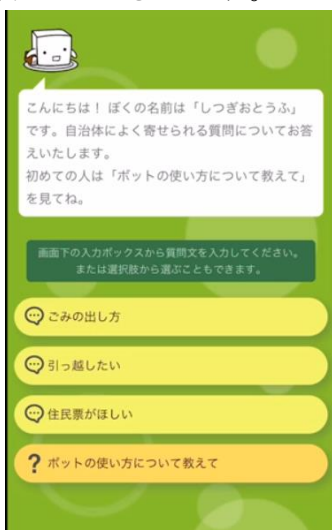 こんにちは！ ぼくの名前は「しつぎおとうふ」
です。自治体によく寄せられる質問についてお答
えいたします。
初めての人は「ボットの使い方について教えて」
を見てね。
画面下の入力ボックスから質問文を入力してください。
または選択肢から選ぶこともできます。
ごみの出し方
引っ越したい
住民票がほしい
? ボットの使い方について教えて